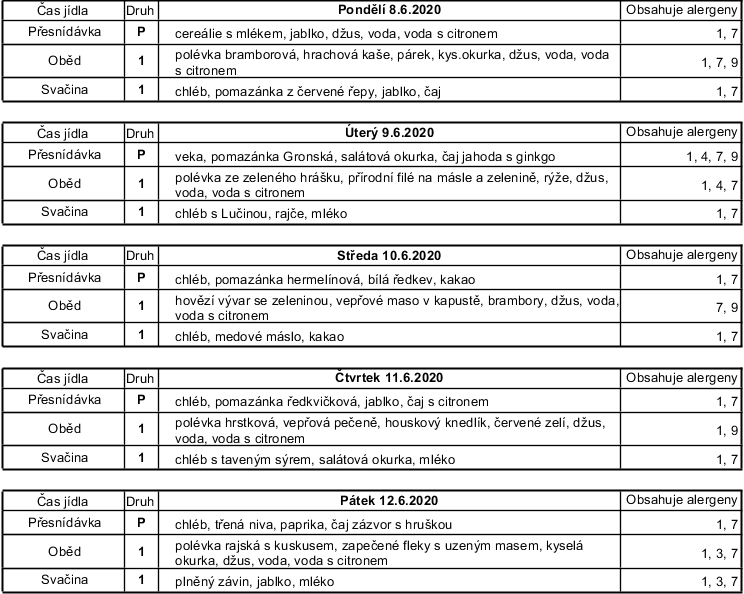 Čas jídla Druh Pondělí 8.6.2020 Obsahuje alergeny
Přesnídávka P cereálie s mlékem, jablko, džus, voda, voda s citronem 1, 7
Oběd 1 polévka bramborová, hrachová kaše, párek, kys.okurka, džus, voda, voda
s citronem 1, 7, 9
Svačina 1 chléb, pomazánka z červené řepy, jablko, čaj 1, 7
Čas jídla Druh Úterý 9.6.2020 Obsahuje alergeny
Přesnídávka P veka, pomazánka Gronská, salátová okurka, čaj jahoda s ginkgo 1, 4, 7, 9
Oběd 1 polévka ze zeleného hrášku, přírodní filé na másle a zelenině, rýže, džus,
voda, voda s citronem 1, 4, 7
Svačina 1 chléb s Lučinou, rajče, mléko 1, 7
Čas jídla Druh Středa 10.6.2020 Obsahuje alergeny
Přesnídávka P chléb, pomazánka hermelínová, bílá ředkev, kakao 1, 7
Oběd 1 hovězí vývar se zeleninou, vepřové maso v kapustě, brambory, džus, voda,
voda s citronem 7, 9
Svačina 1 chléb, medové máslo, kakao 1, 7
Čas jídla Druh Čtvrtek 11.6.2020 Obsahuje alergeny
Přesnídávka P chléb, pomazánka ředkvičková, jablko, čaj s citronem 1, 7
Oběd 1 polévka hrstková, vepřová pečeně, houskový knedlík, červené zelí, džus,
voda, voda s citronem 1, 9
Svačina 1 chléb s taveným sýrem, salátová okurka, mléko 1, 7
Čas jídla Druh Pátek 12.6.2020 Obsahuje alergeny
Přesnídávka P chléb, třená niva, paprika, čaj zázvor s hruškou 1, 7
Oběd 1 polévka rajská s kuskusem, zapečené fleky s uzeným masem, kyselá
okurka, džus, voda, voda s citronem 1, 3, 7
Svačina 1 plněný závin, jablko, mléko 1, 3, 7